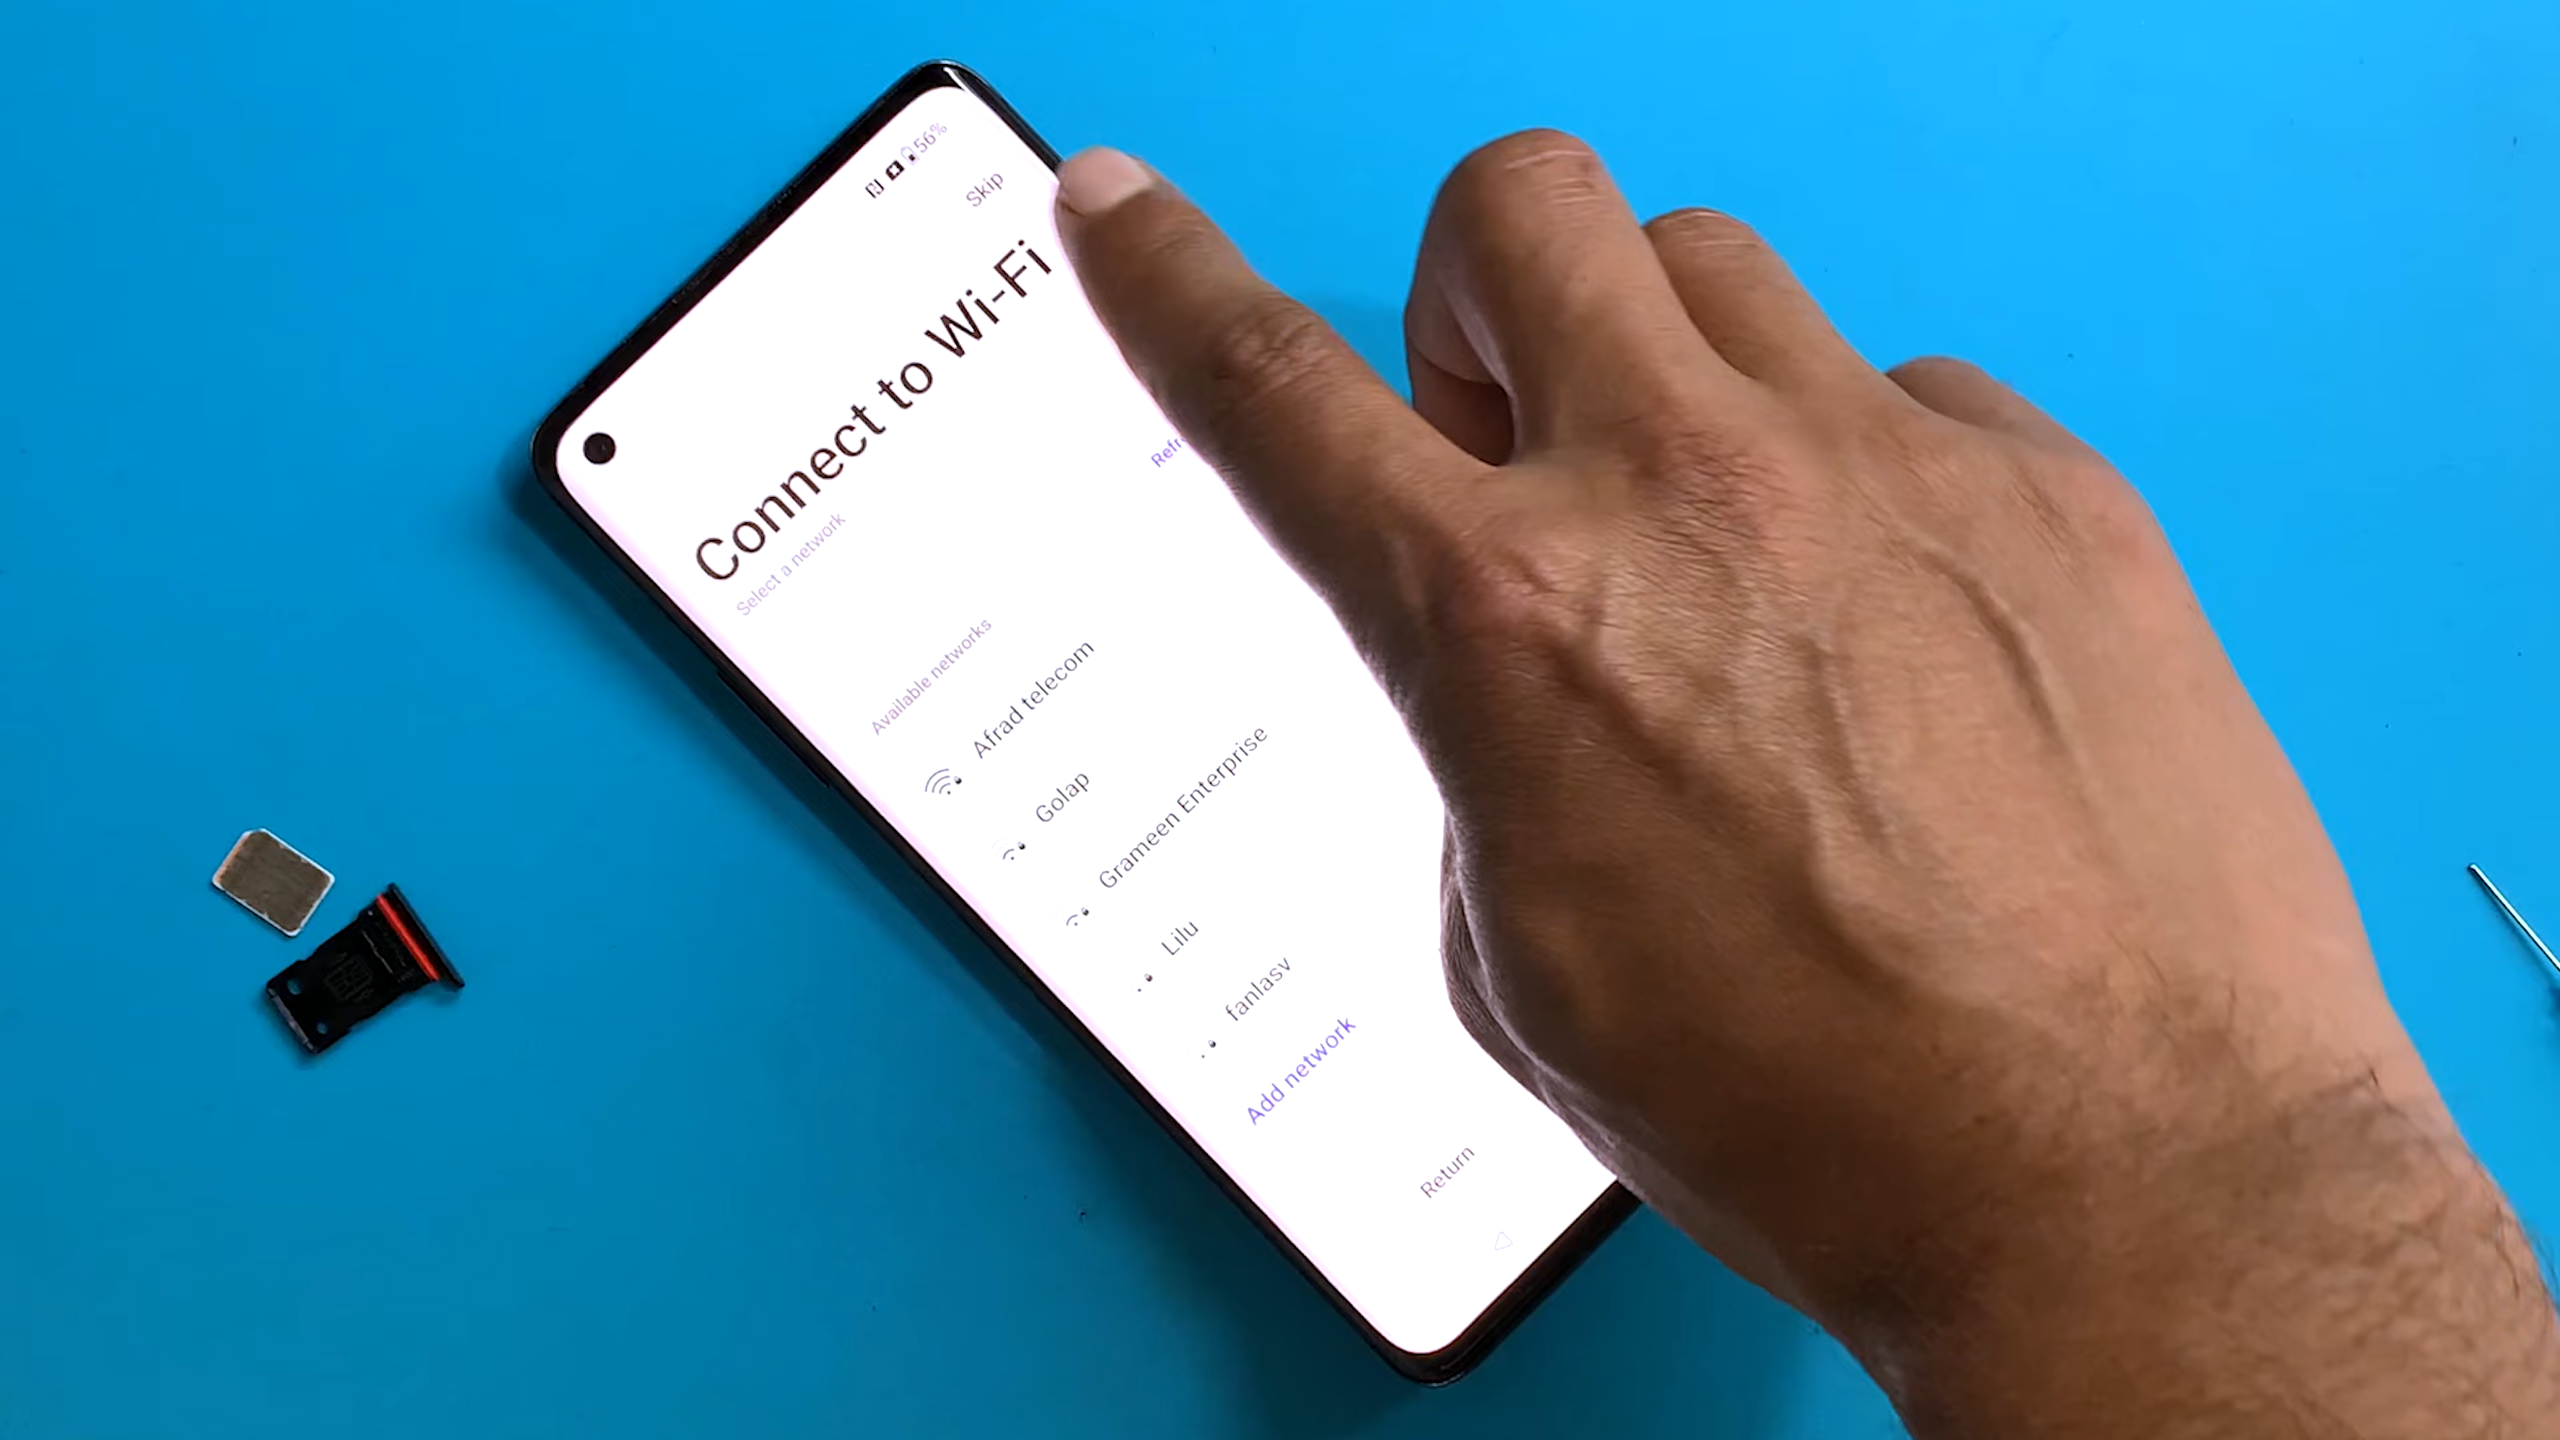 56%
Skip
Connect to Wi-Fi
Select a network
Available networks
Afrad telecom
Golap
Grameen Enterprise
Lilu
fanlasv
Add network
Return